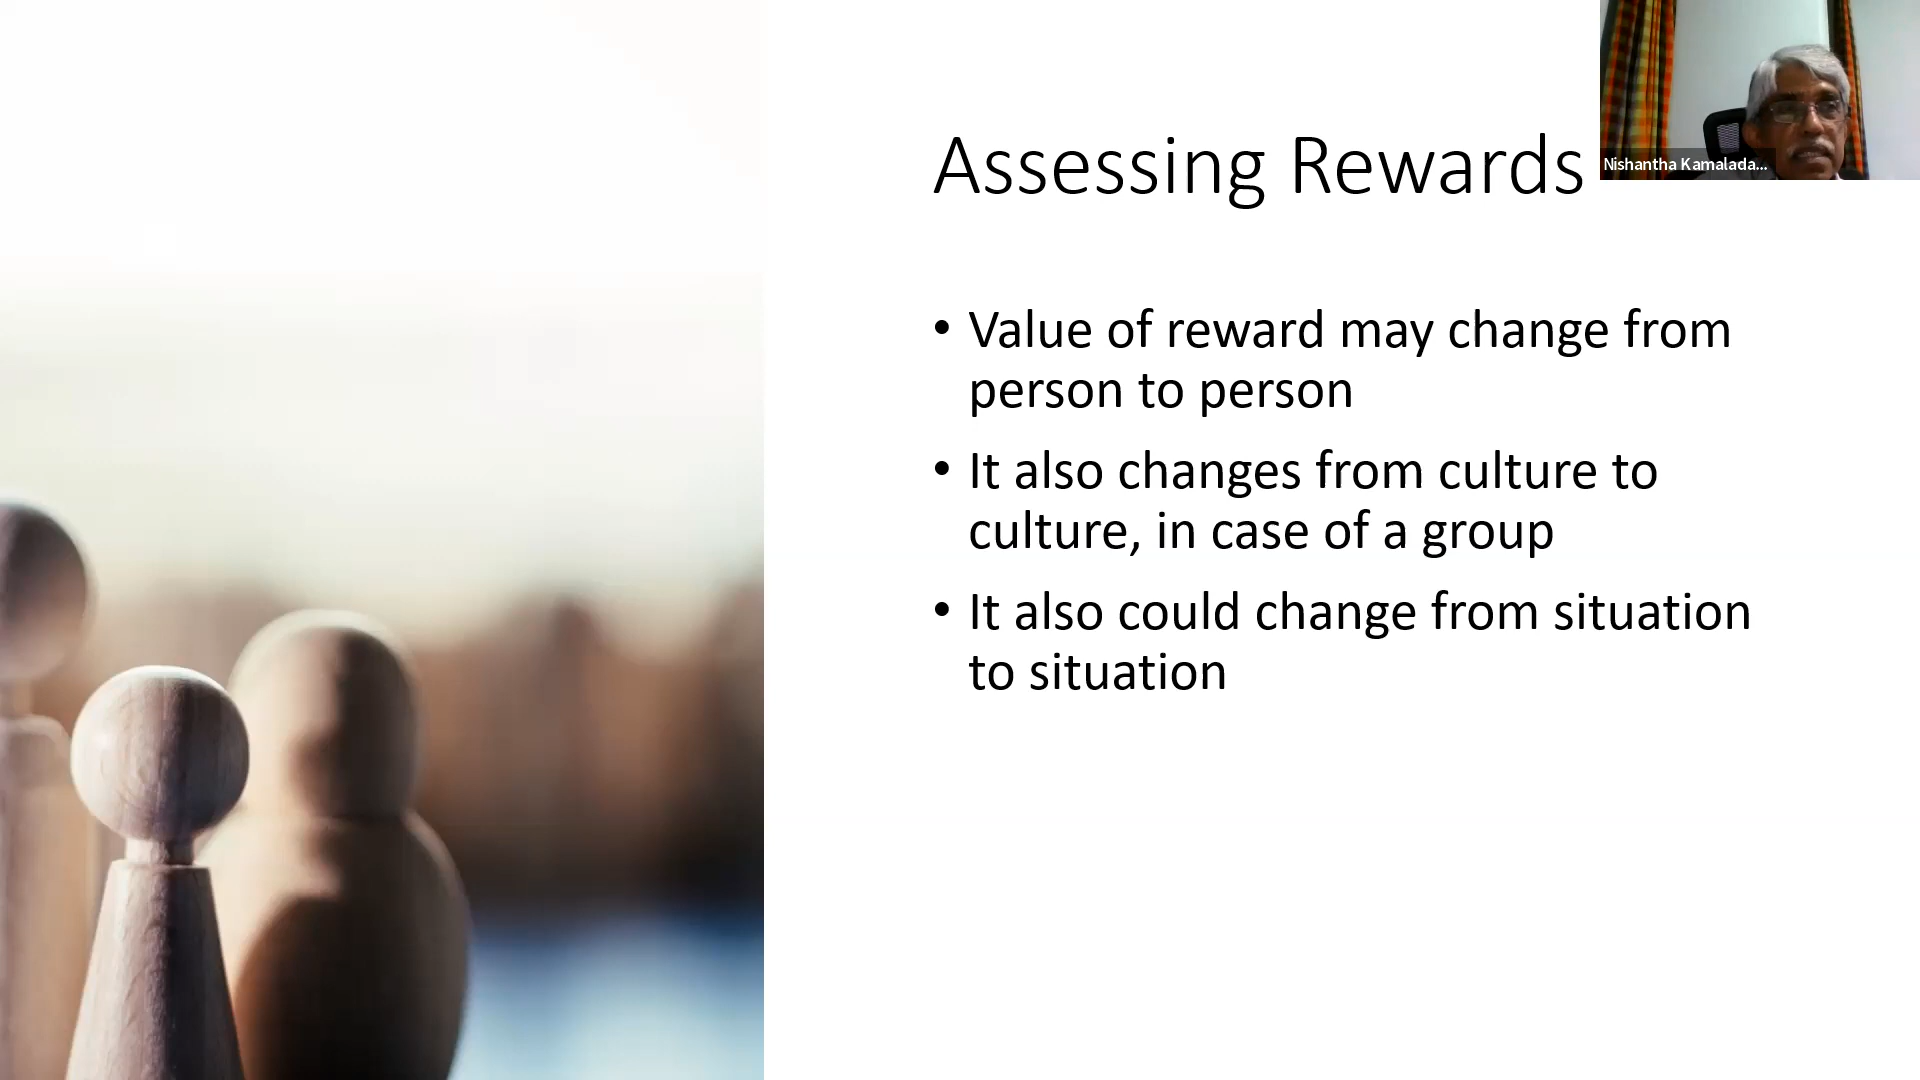 Assessing Rewards
Nishantha Kamalada...
• Value of reward may change from
person to person
• It also changes from culture to
culture, in case of a group
• It also could change from situation
to situation